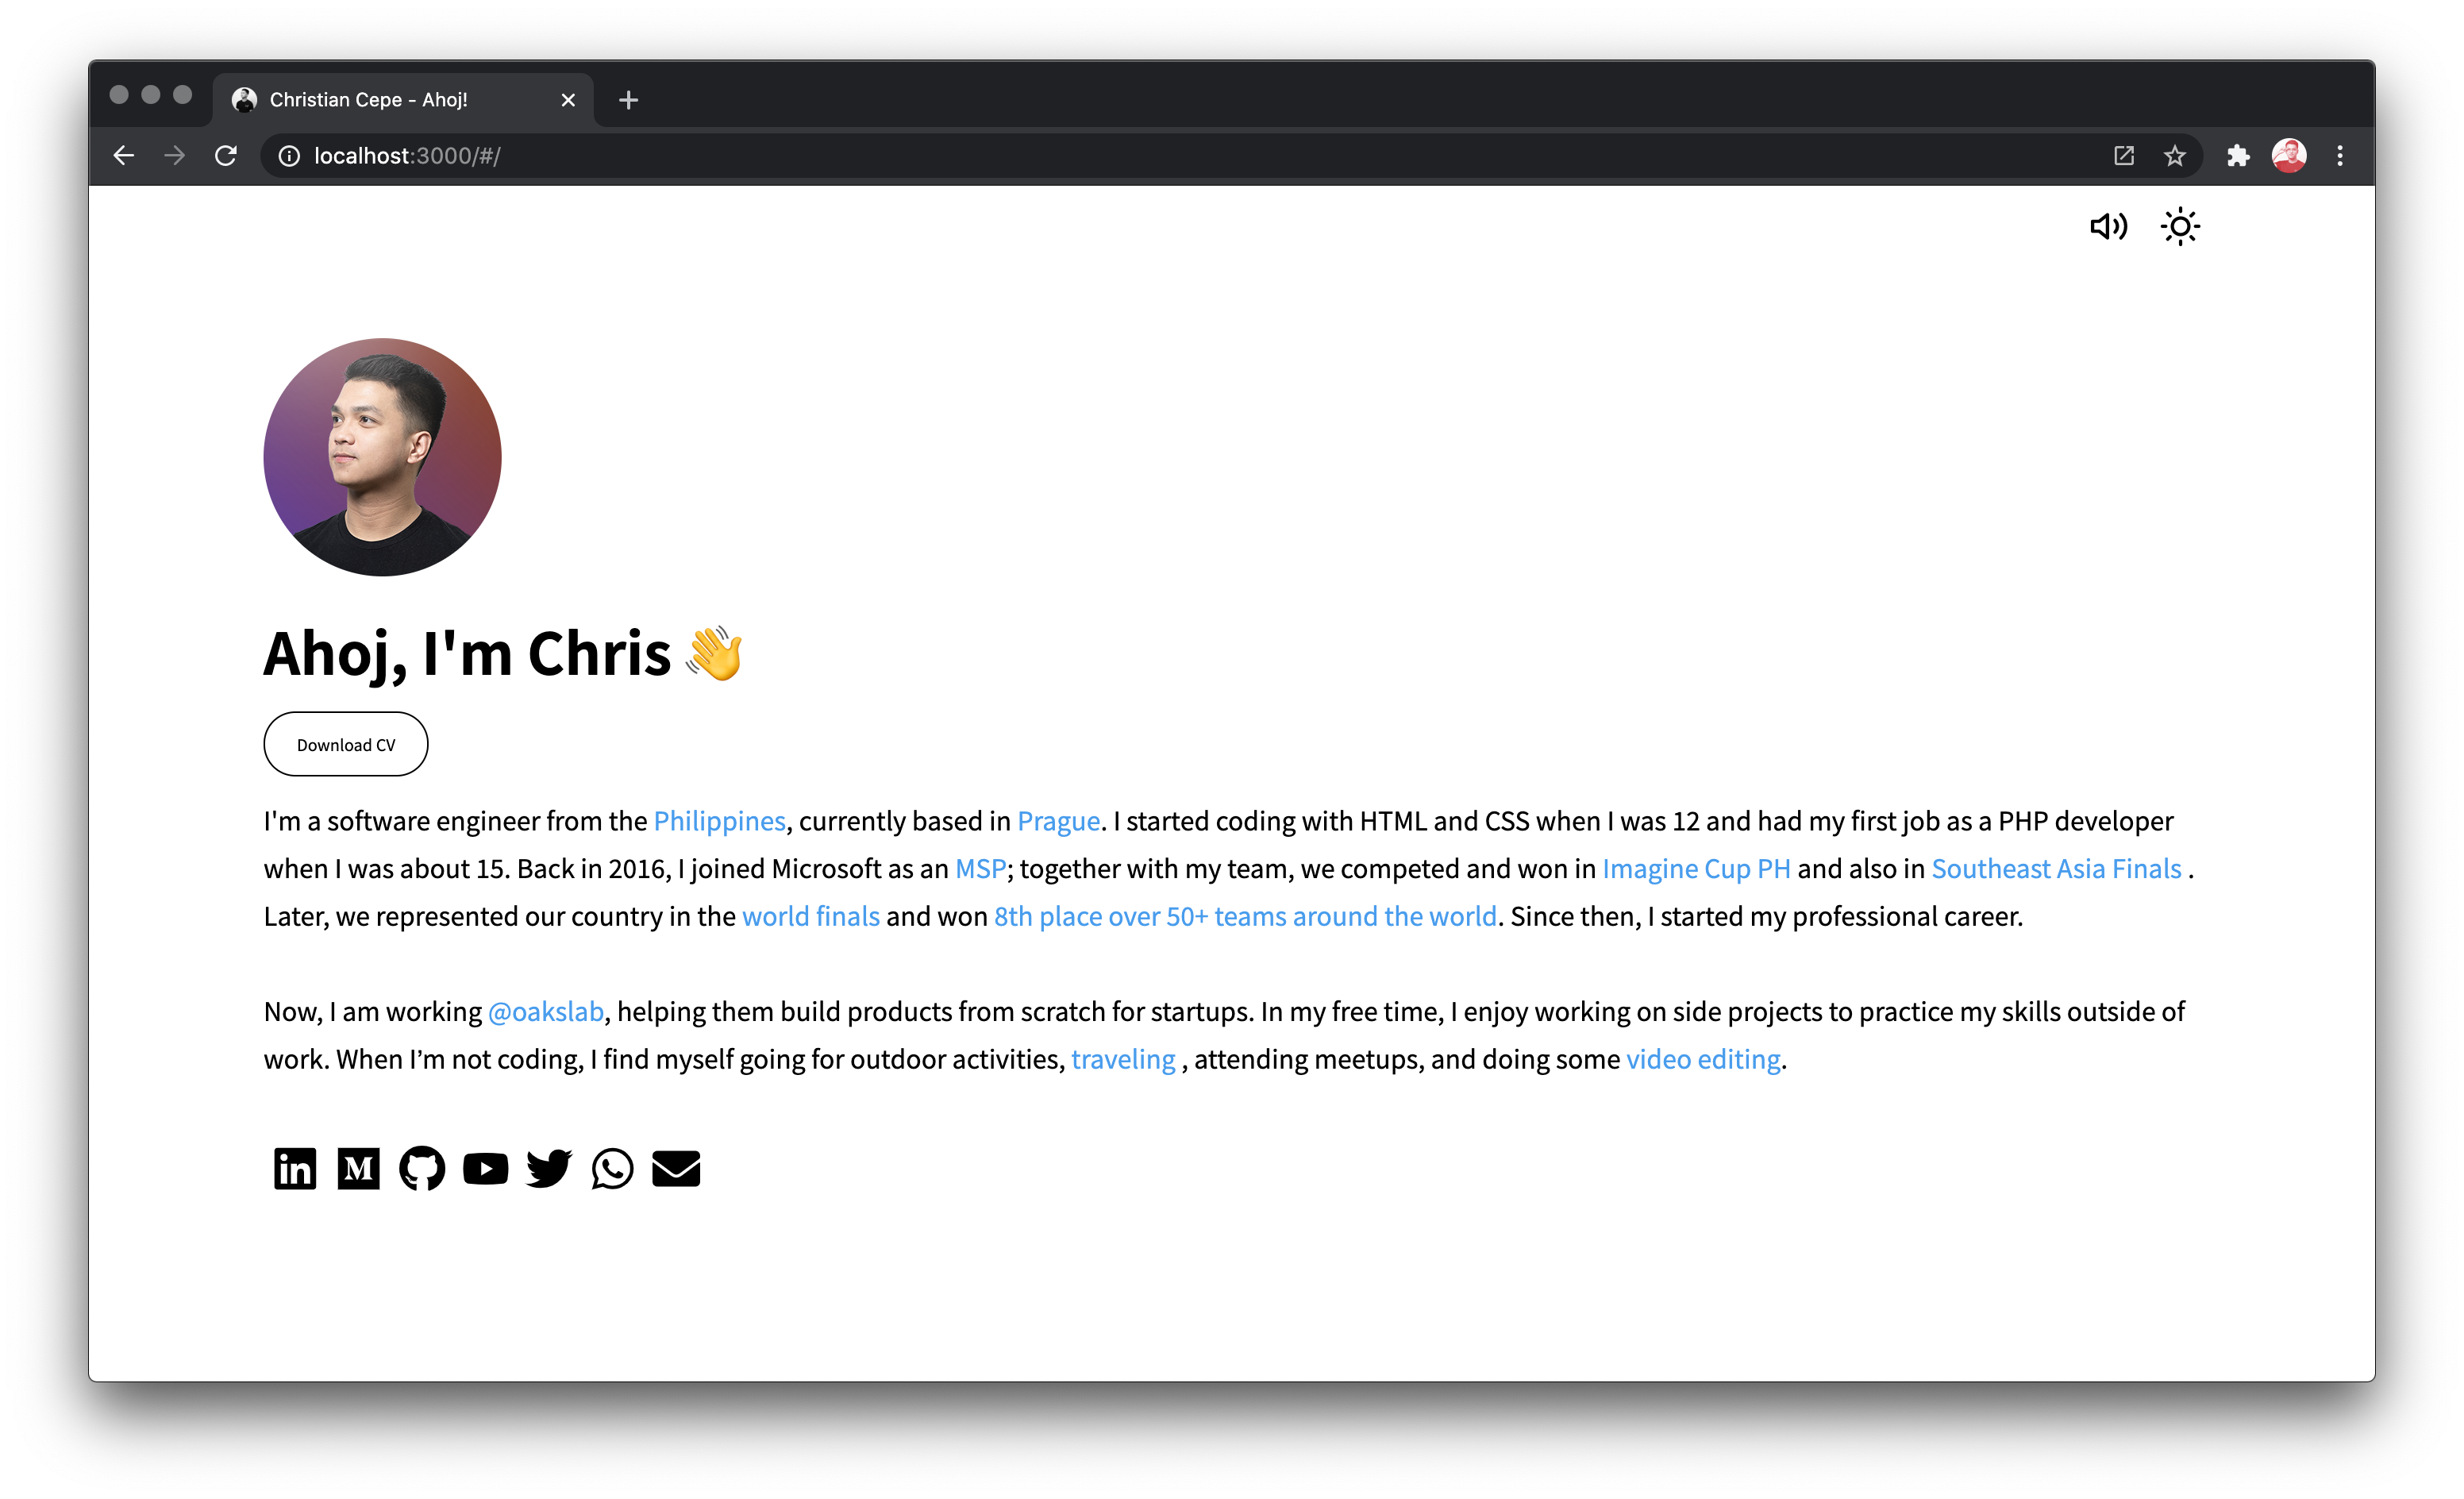 Christian Cepe - Ahoj!
localhost:3000/#/
Ahoj, I'm Chris 👋
Download CV
I'm a software engineer from the Philippines, currently based in Prague. I started coding with HTML and CSS when I was 12 and had my first job as a PHP developer
when I was about 15. Back in 2016, I joined Microsoft as an MSP; together with my team, we competed and won in Imagine Cup PH and also in Southeast Asia Finals .
Later, we represented our country in the world finals and won 8th place over 50+ teams around the world. Since then, I started my professional career.
Now, I am working @oakslab, helping them build products from scratch for startups. In my free time, I enjoy working on side projects to practice my skills outside of
work. When I’m not coding, I find myself going for outdoor activities, traveling , attending meetups, and doing some video editing.
in M